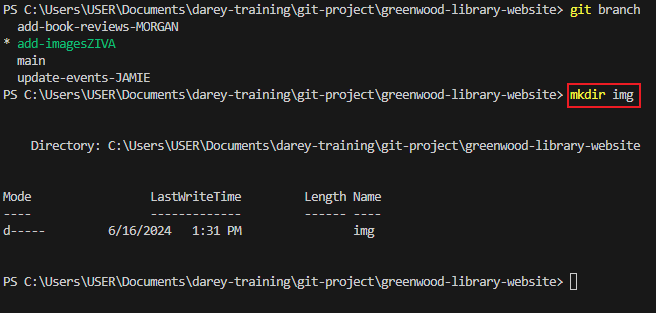 PS C:\Users\USER\Documents\darey-training\git-project\greenwood-library-website> git branch
  add-book-reviews-MORGAN
* add-imagesZIVA
  main
  update-events-JAMIE
PS C:\Users\USER\Documents\darey-training\git-project\greenwood-library-website> mkdir img
    Directory: C:\Users\USER\Documents\darey-training\git-project\greenwood-library-website
Mode                 LastWriteTime         Length Name
----                 -------------         ------ ----
d-----         6/16/2024   1:31 PM                img
PS C:\Users\USER\Documents\darey-training\git-project\greenwood-library-website>